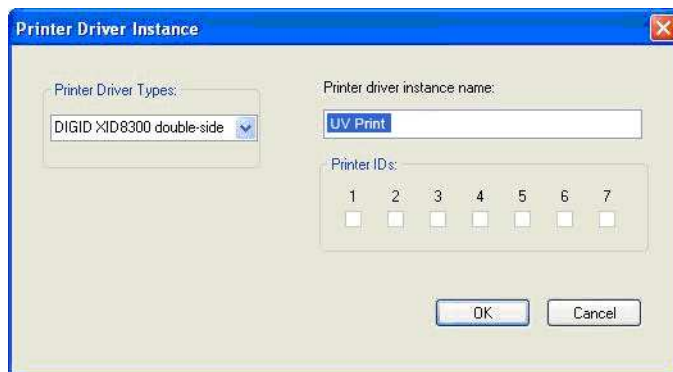 Printer Driver Instance
Printer Driver Types:
DIGID XID8300 double-side
Printer driver instance name:
UV Print
Printer IDs:
1 2 3 4 5 6 7
OK Cancel